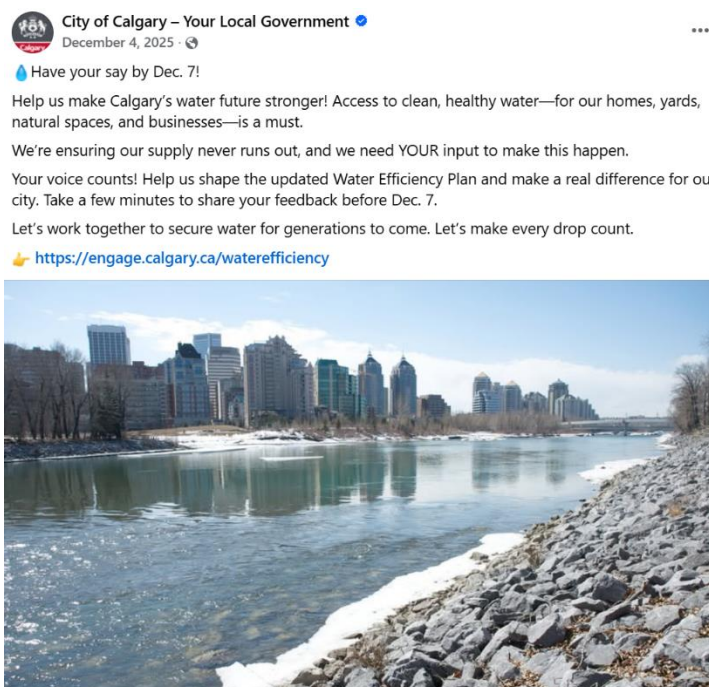 City of Calgary – Your Local Government
December 4, 2025 ·
Calgary
💧Have your say by Dec. 7!
Help us make Calgary’s water future stronger! Access to clean, healthy water—for our homes, yards,
natural spaces, and businesses—is a must.
We’re ensuring our supply never runs out, and we need YOUR input to make this happen.
Your voice counts! Help us shape the updated Water Efficiency Plan and make a real difference for ou
city. Take a few minutes to share your feedback before Dec. 7.
Let’s work together to secure water for generations to come. Let’s make every drop count.
👉 https://engage.calgary.ca/waterefficiency